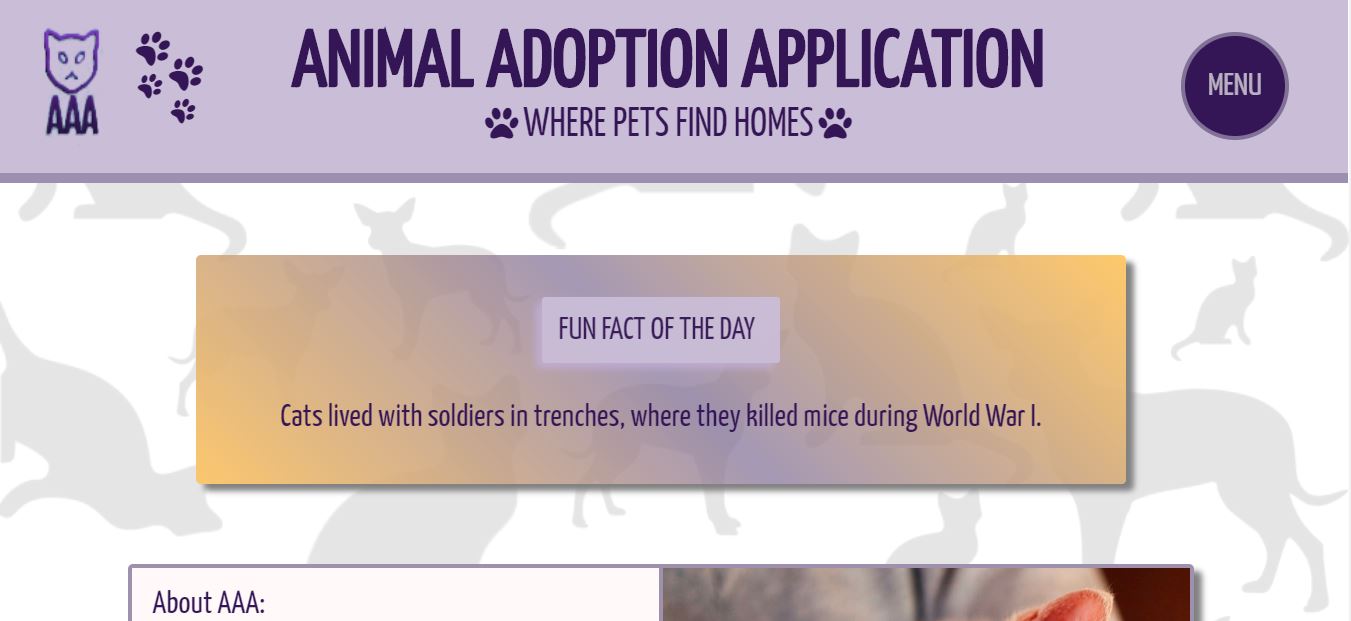 AAA
ANIMAL ADOPTION APPLICATION
WHERE PETS FIND HOMES
MENU
FUN FACT OF THE DAY
Cats lived with soldiers in trenches, where they killed mice during World War I.
About AAA: